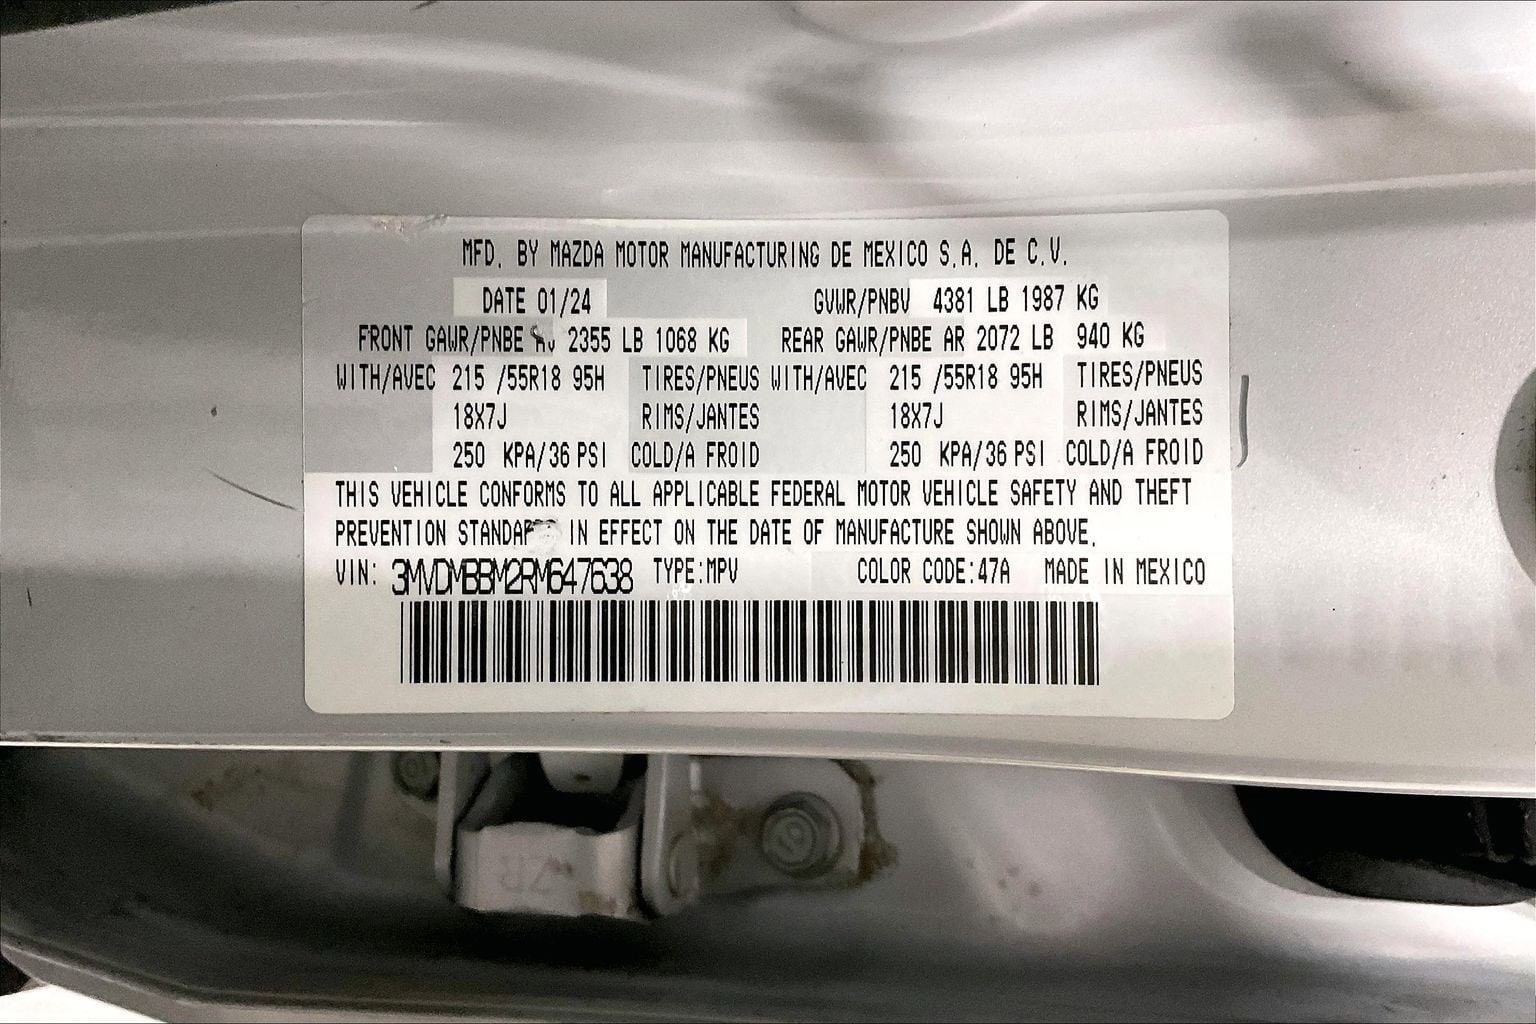 MFD. BY MAZDA MOTOR MANUFACTURING DE MEXICO S.A. DE C.V.
DATE 01/24 GVWR/PNBV 4381 LB 1987 KG
FRONT GAWR/PNBE AV 2355 LB 1068 KG REAR GAWR/PNBE AR 2072 LB 940 KG
WITH/AVEC 215 /55R18 95H TIRES/PNEUS WITH/AVEC 215 /55R18 95H TIRES/PNEUS
18X7J RIMS/JANTES 18X7J RIMS/JANTES
250 KPA/36 PSI COLD/A FROID 250 KPA/36 PSI COLD/A FROID
THIS VEHICLE CONFORMS TO ALL APPLICABLE FEDERAL MOTOR VEHICLE SAFETY AND THEFT
PREVENTION IN EFFECT ON THE DATE OF MANUFACTURE SHOWN ABOVE.
VIN: 3MVDMBBM2RM647638 TYPE:MPV COLOR CODE:47A MADE IN MEXICO